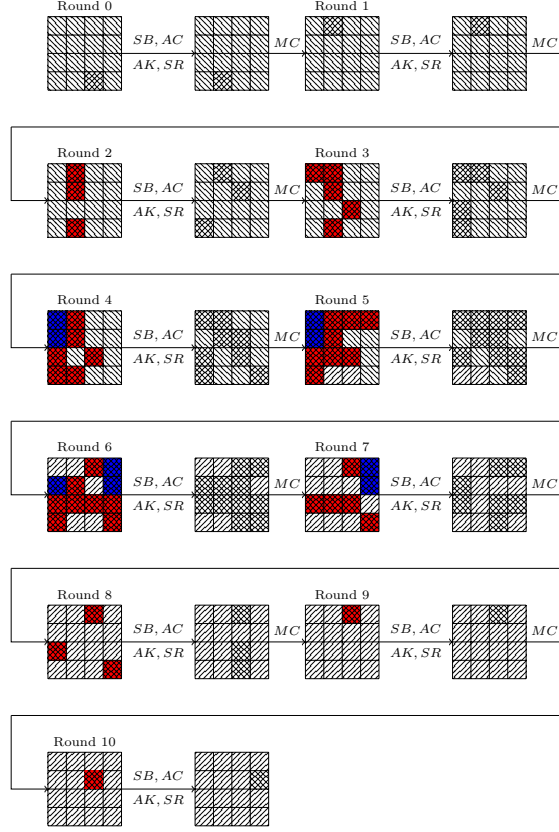 Round 0 SB, AC MC Round 1 SB, AC MC
AK, SR AK, SR
Round 2 SB, AC MC Round 3 SB, AC MC
AK, SR AK, SR
Round 4 SB, AC MC Round 5 SB, AC MC
AK, SR AK, SR
Round 6 SB, AC MC Round 7 SB, AC MC
AK, SR AK, SR
Round 8 SB, AC MC Round 9 SB, AC MC
AK, SR AK, SR
Round 10 SB, AC
AK, SR